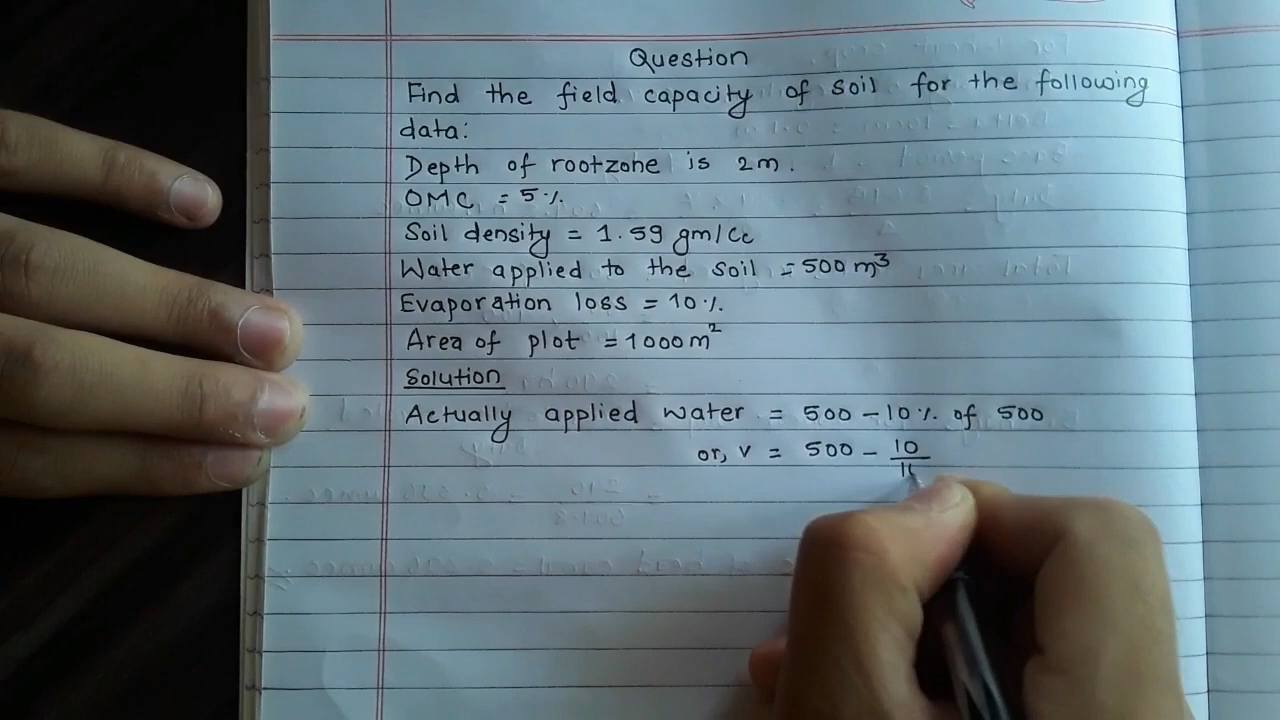 Question
Find the field capacity of soil for the following
data:
Depth of rootzone is 2m.
OMC = 5%
Soil density = 1.59 gm/cc
Water applied to the soil = 500 m³
Evaporation loss = 10%
Area of plot = 1000 m²
Solution
Actually applied water = 500 - 10% of 500
or, v = 500 - 10/1